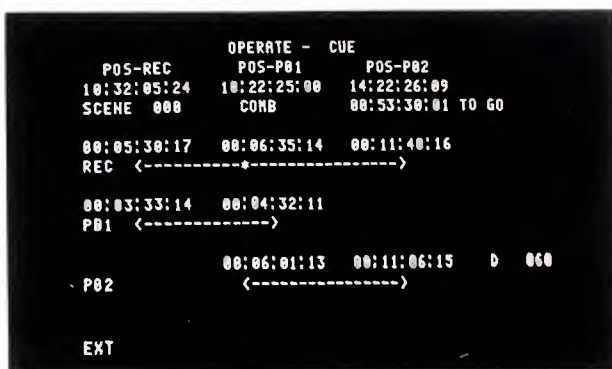 OPERATE - CUE
POS-REC POS-P01 POS-P02
10:32:05:24 10:22:25:00 14:22:26:09
SCENE 000 COMB 00:53:30:01 TO GO
00:05:30:17 00:06:35:14 00:11:40:16
REC <-----------*----------------->
00:03:33:14 00:04:32:11
P01 <-------------->
00:06:01:13 00:11:06:15 D 060
P02 <----------------->
EXT